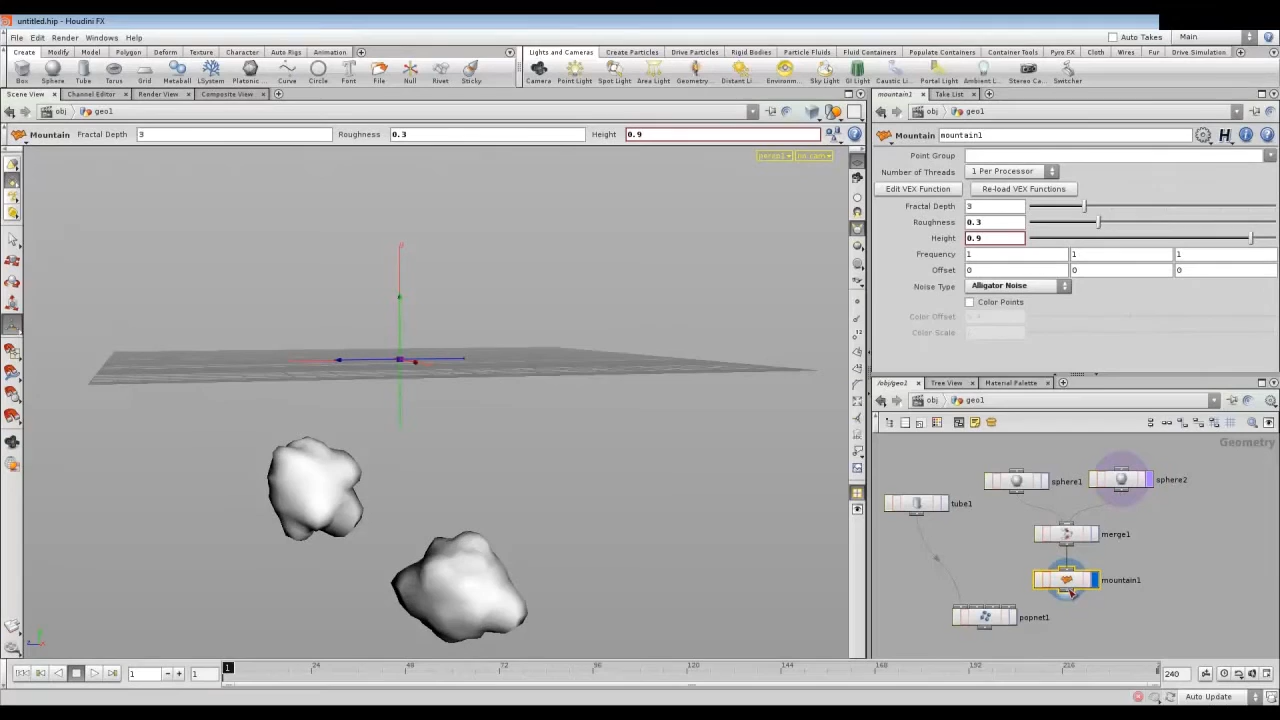 untitled.hip - Houdini FX
File Edit Render Windows Help
Auto Takes Main
Create Modify Model Polygon Deform Texture Character Auto Rigs Animation
Lights and Cameras Create Particles Drive Particles Rigid Bodies Particle Fluids Fluid Containers Populate Containers Container Tools Pyro FX Cloth Wires Fur Drive Simulation
Box Sphere Tube Torus Grid Metaball LSystem Platonic ... Curve Circle Font File Null Rivet Sticky
Camera Point Light Spot Light Area Light Geometry... Distant Li... Environm... Sky Light GI Light Caustic Li... Portal Light Ambient L... Stereo Ca... Switcher
Scene View Channel Editor Render View Composite View
mountain1 Take List
obj geo1
obj geo1
Mountain Fractal Depth 3 Roughness 0.3 Height 0.9
Mountain mountain1
persp1 no cam
Point Group
Number of Threads 1 Per Processor
Edit VEX Function Re-load VEX Functions
Fractal Depth 3
Roughness 0.3
Height 0.9
Frequency 1 1 1
Offset 0 0 0
Noise Type Alligator Noise
Color Points
Color Offset
Color Scale
/obj/geo1 Tree View Material Palette
obj geo1
Geometry
sphere1
sphere2
tube1
merge1
mountain1
popnet1
1 1 1 24 48 72 96 120 144 168 192 216 240
Auto Update